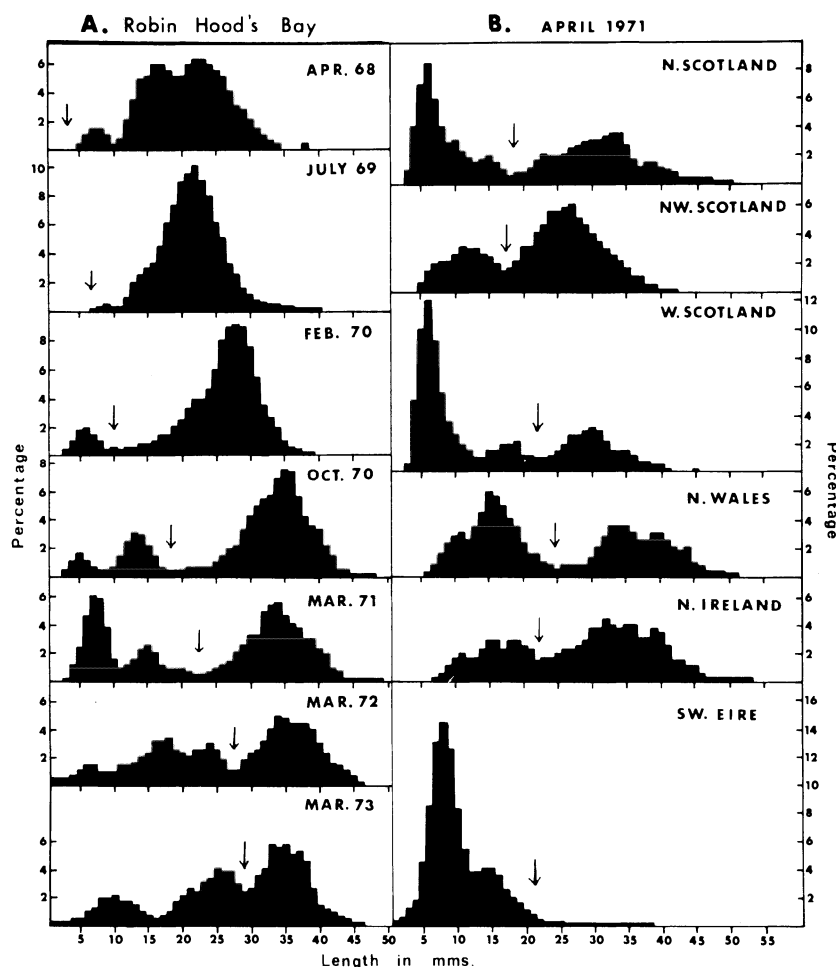 A. Robin Hood's Bay
B. APRIL 1971
6
4
2
APR. 68
10
8
6
4
2
JULY 69
8
6
4
2
FEB. 70
8
6
4
2
OCT. 70
6
4
2
MAR. 71
6
4
2
MAR. 72
6
4
2
MAR. 73
Percentage
5 10 15 20 25 30 35 40 45 50
N. SCOTLAND
8
6
4
2
NW. SCOTLAND
6
4
2
W. SCOTLAND
12
10
8
6
4
2
N. WALES
6
4
2
N. IRELAND
6
4
2
SW. EIRE
16
14
12
10
8
6
4
2
Percentage
5 10 15 20 25 30 35 40 45 50 55
Length in mms.